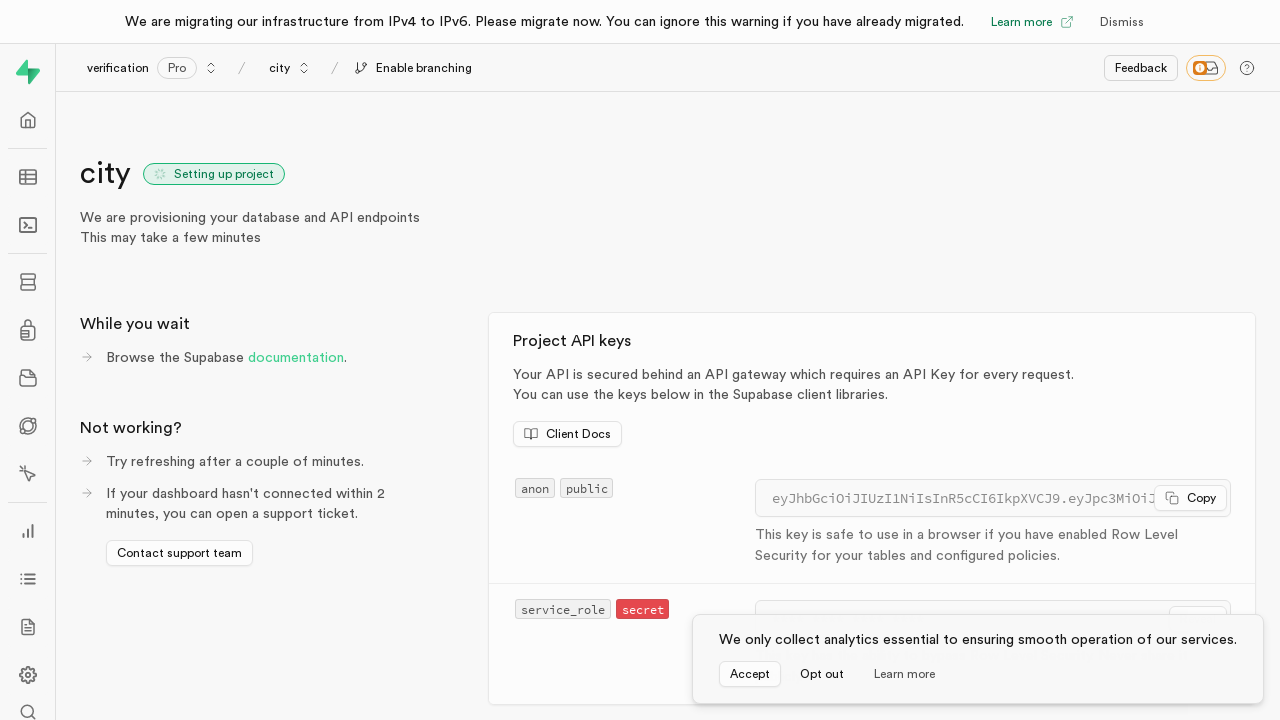 We are migrating our infrastructure from IPv4 to IPv6. Please migrate now. You can ignore this warning if you have already migrated.
Learn more
Dismiss
verification
Pro
/
city
/
Enable branching
Feedback
city
Setting up project
We are provisioning your database and API endpoints
This may take a few minutes
While you wait
Browse the Supabase documentation.
Not working?
Try refreshing after a couple of minutes.
If your dashboard hasn't connected within 2
minutes, you can open a support ticket.
Contact support team
Project API keys
Your API is secured behind an API gateway which requires an API Key for every request.
You can use the keys below in the Supabase client libraries.
Client Docs
anon
public
eyJhbGciOiJIUzI1NiIsInR5cCI6IkpXVCJ9.eyJpc3MiOiJ
Copy
This key is safe to use in a browser if you have enabled Row Level
Security for your tables and configured policies.
service_role
secret
We only collect analytics essential to ensuring smooth operation of our services.
Accept
Opt out
Learn more